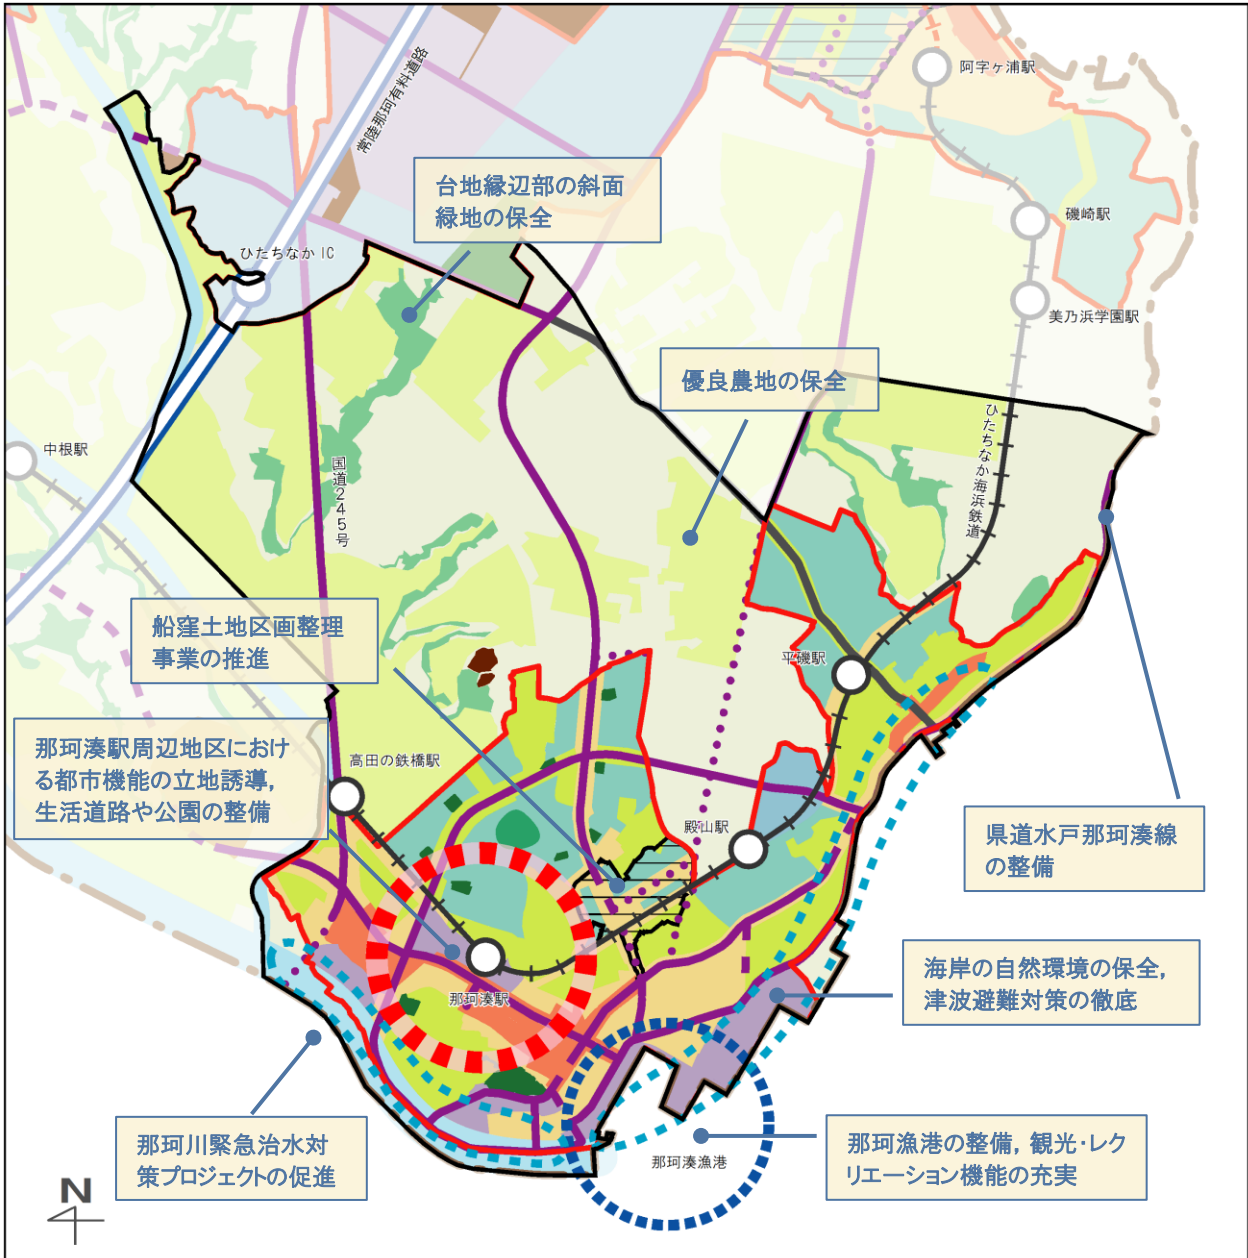 阿字ヶ浦駅
常陸那珂有料道路
台地縁辺部の斜面
緑地の保全
磯崎駅
ひたちなか IC
美乃浜学園駅
優良農地の保全
ひたちなか海浜鉄道
中根駅
国道245号
船窪土地区画整理
事業の推進
平磯駅
那珂湊駅周辺地区におけ
る都市機能の立地誘導,
生活道路や公園の整備
高田の鉄橋駅
殿山駅
県道水戸那珂湊線
の整備
海岸の自然環境の保全,
津波避難対策の徹底
那珂湊駅
那珂川緊急治水対
策プロジェクトの促進
那珂漁港の整備, 観光・レク
リエーション機能の充実
那珂湊漁港
N